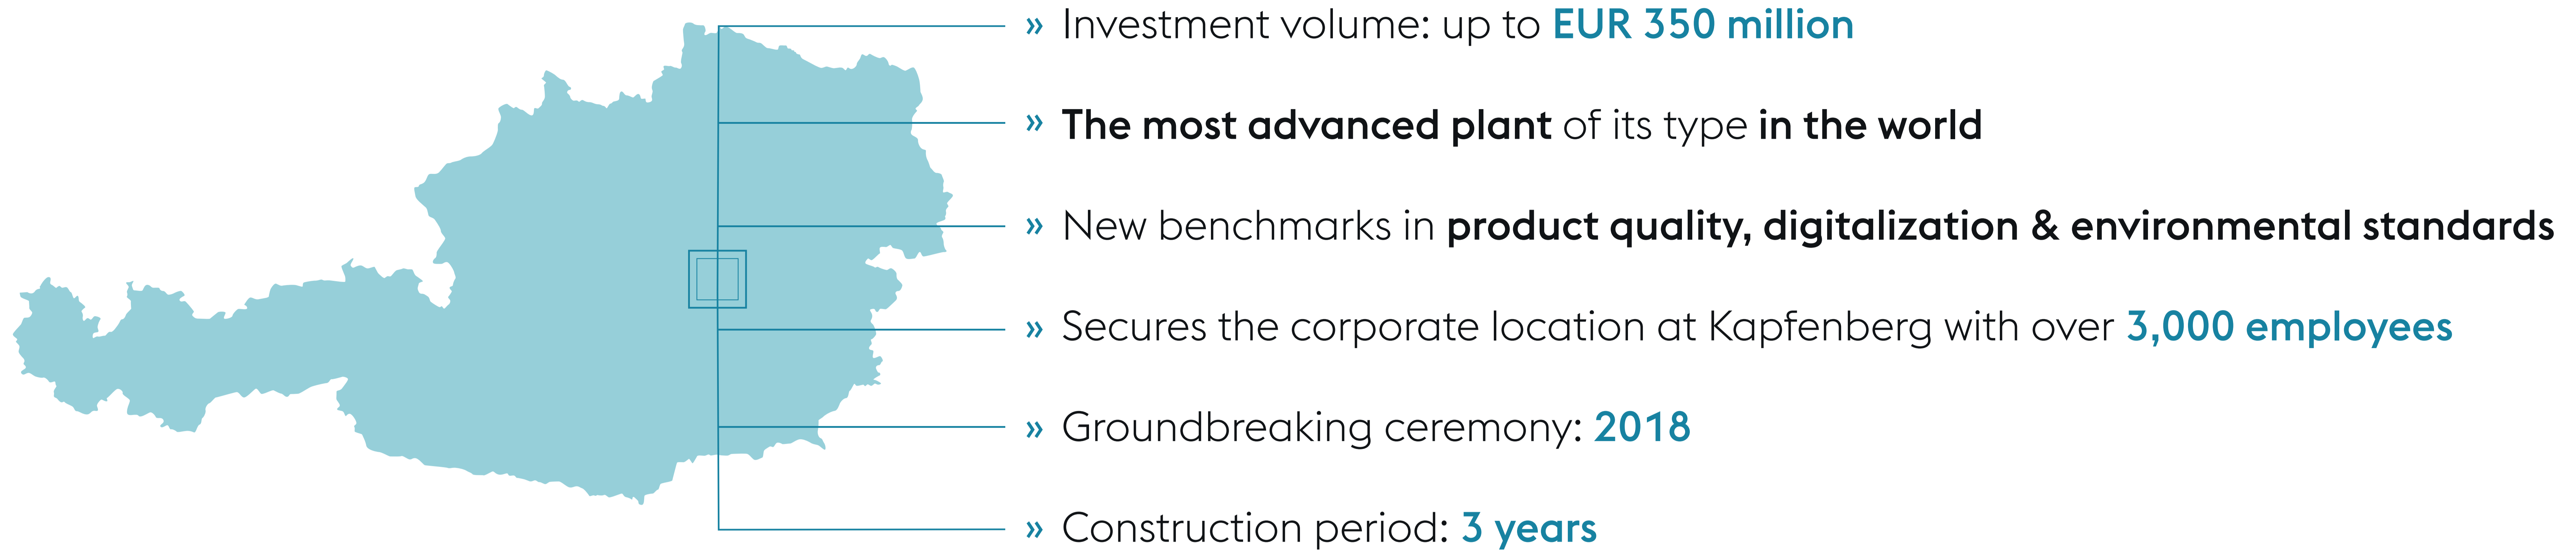 » Investment volume: up to EUR 350 million
» The most advanced plant of its type in the world
» New benchmarks in product quality, digitalization & environmental standards
» Secures the corporate location at Kapfenberg with over 3,000 employees
» Groundbreaking ceremony: 2018
» Construction period: 3 years